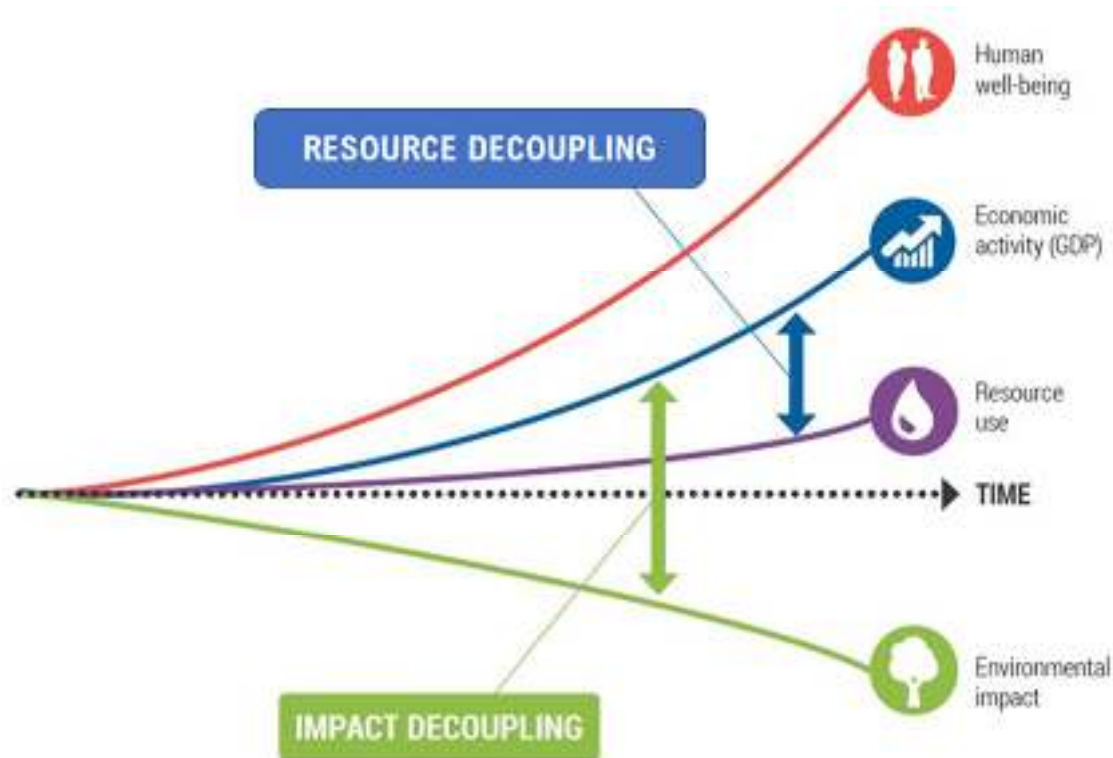 Human
well-being
RESOURCE DECOUPLING
Economic
activity (GDP)
Resource
use
TIME
Environmental
impact
IMPACT DECOUPLING